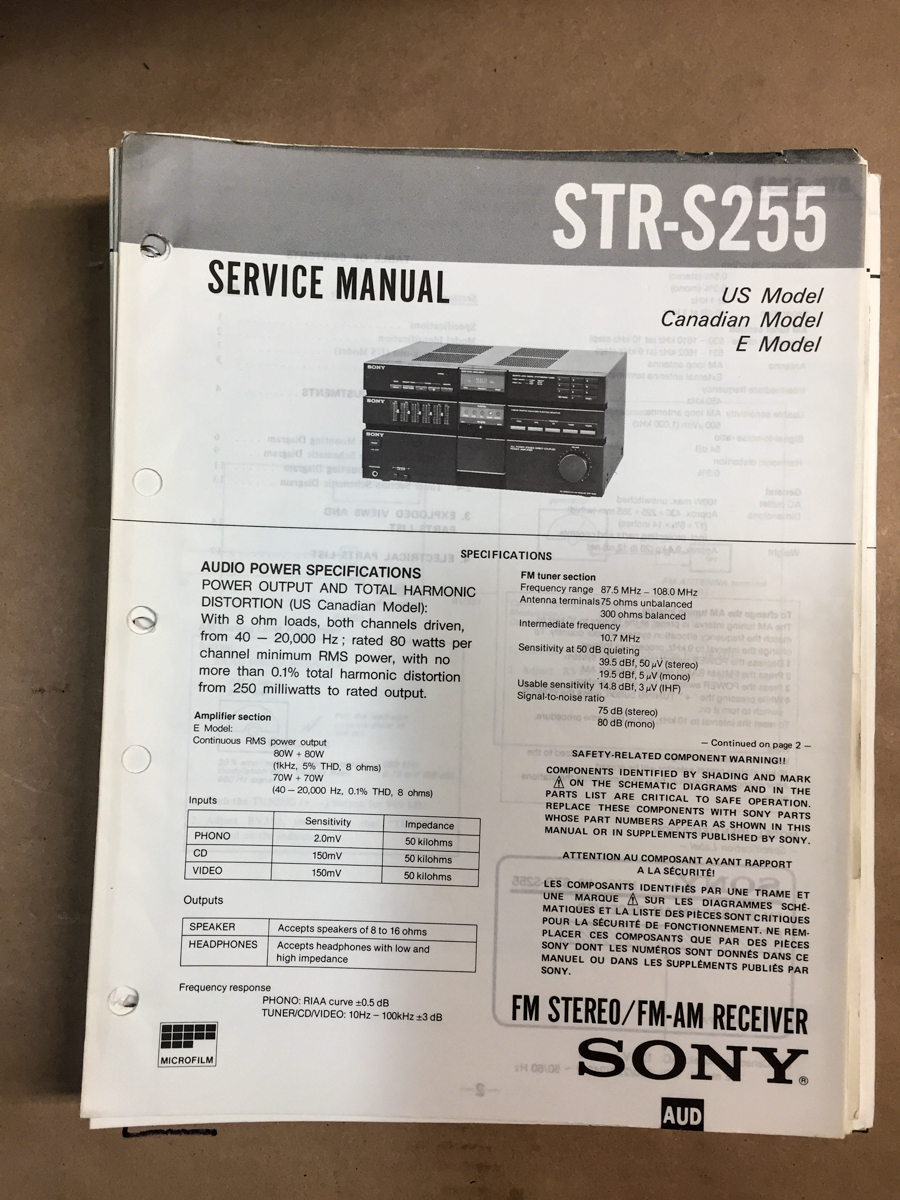 STR-S255
SERVICE MANUAL
US Model
Canadian Model
E Model
SONY
SONY
SONY
SPECIFICATIONS
AUDIO POWER SPECIFICATIONS
POWER OUTPUT AND TOTAL HARMONIC
DISTORTION (US Canadian Model):
With 8 ohm loads, both channels driven,
from 40 – 20,000 Hz; rated 80 watts per
channel minimum RMS power, with no
more than 0.1% total harmonic distortion
from 250 milliwatts to rated output.
Amplifier section
E Model:
Continuous RMS power output
80W + 80W
(1kHz, 5% THD, 8 ohms)
70W + 70W
(40 – 20,000 Hz, 0.1% THD, 8 ohms)
Inputs
Sensitivity Impedance
PHONO 2.0mV 50 kilohms
CD 150mV 50 kilohms
VIDEO 150mV 50 kilohms
Outputs
SPEAKER Accepts speakers of 8 to 16 ohms
HEADPHONES Accepts headphones with low and
high impedance
Frequency response
PHONO: RIAA curve ±0.5 dB
TUNER/CD/VIDEO: 10Hz – 100kHz ±3 dB
MICROFILM
FM tuner section
Frequency range 87.5 MHz – 108.0 MHz
Antenna terminals 75 ohms unbalanced
300 ohms balanced
Intermediate frequency
10.7 MHz
Sensitivity at 50 dB quieting
39.5 dBf, 50 μV (stereo)
19.5 dBf, 5 μV (mono)
Usable sensitivity 14.8 dBf, 3 μV (IHF)
Signal-to-noise ratio
75 dB (stereo)
80 dB (mono)
– Continued on page 2 –
SAFETY-RELATED COMPONENT WARNING!!
COMPONENTS IDENTIFIED BY SHADING AND MARK
⚠ ON THE SCHEMATIC DIAGRAMS AND IN THE
PARTS LIST ARE CRITICAL TO SAFE OPERATION.
REPLACE THESE COMPONENTS WITH SONY PARTS
WHOSE PART NUMBERS APPEAR AS SHOWN IN THIS
MANUAL OR IN SUPPLEMENTS PUBLISHED BY SONY.
ATTENTION AU COMPOSANT AYANT RAPPORT
A LA SÉCURITÉ!
LES COMPOSANTS IDENTIFIÉS PAR UNE TRAME ET
UNE MARQUE ⚠ SUR LES DIAGRAMMES SCHÉ-
MATIQUES ET LA LISTE DES PIÈCES SONT CRITIQUES
POUR LA SÉCURITÉ DE FONCTIONNEMENT. NE REM-
PLACER CES COMPOSANTS QUE PAR DES PIÈCES
SONY DONT LES NUMÉROS SONT DONNÉS DANS CE
MANUEL OU DANS LES SUPPLÉMENTS PUBLIÉS PAR
SONY.
FM STEREO/FM-AM RECEIVER
SONY®
AUD